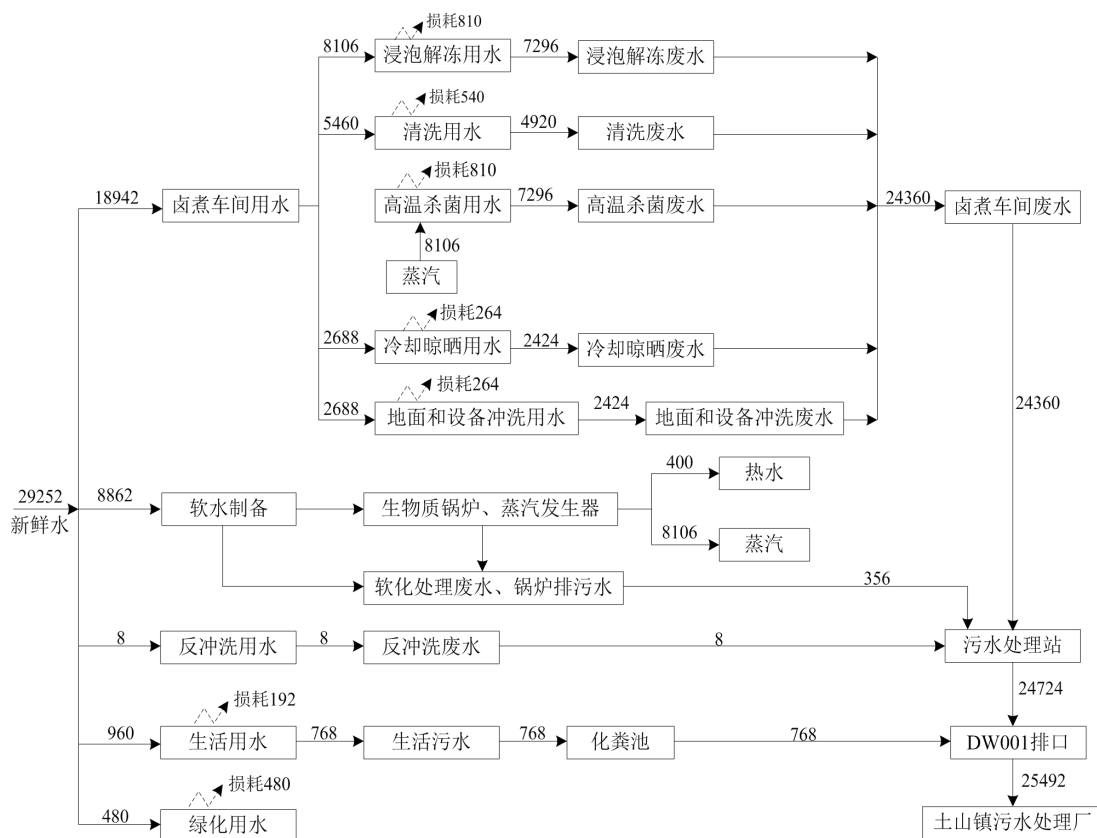 损耗810
8106
浸泡解冻用水
7296
浸泡解冻废水
损耗540
5460
清洗用水
4920
清洗废水
损耗810
18942
卤煮车间用水
高温杀菌用水
7296
高温杀菌废水
24360
卤煮车间废水
8106
蒸汽
损耗264
2688
冷却晾晒用水
2424
冷却晾晒废水
损耗264
2688
地面和设备冲洗用水
2424
地面和设备冲洗废水
24360
400
热水
29252
新鲜水
8862
软水制备
生物质锅炉、蒸汽发生器
8106
蒸汽
软化处理废水、锅炉排污水
356
8
反冲洗用水
8
反冲洗废水
8
污水处理站
24724
损耗192
960
生活用水
768
生活污水
768
化粪池
768
DW001排口
25492
损耗480
480
绿化用水
土山镇污水处理厂